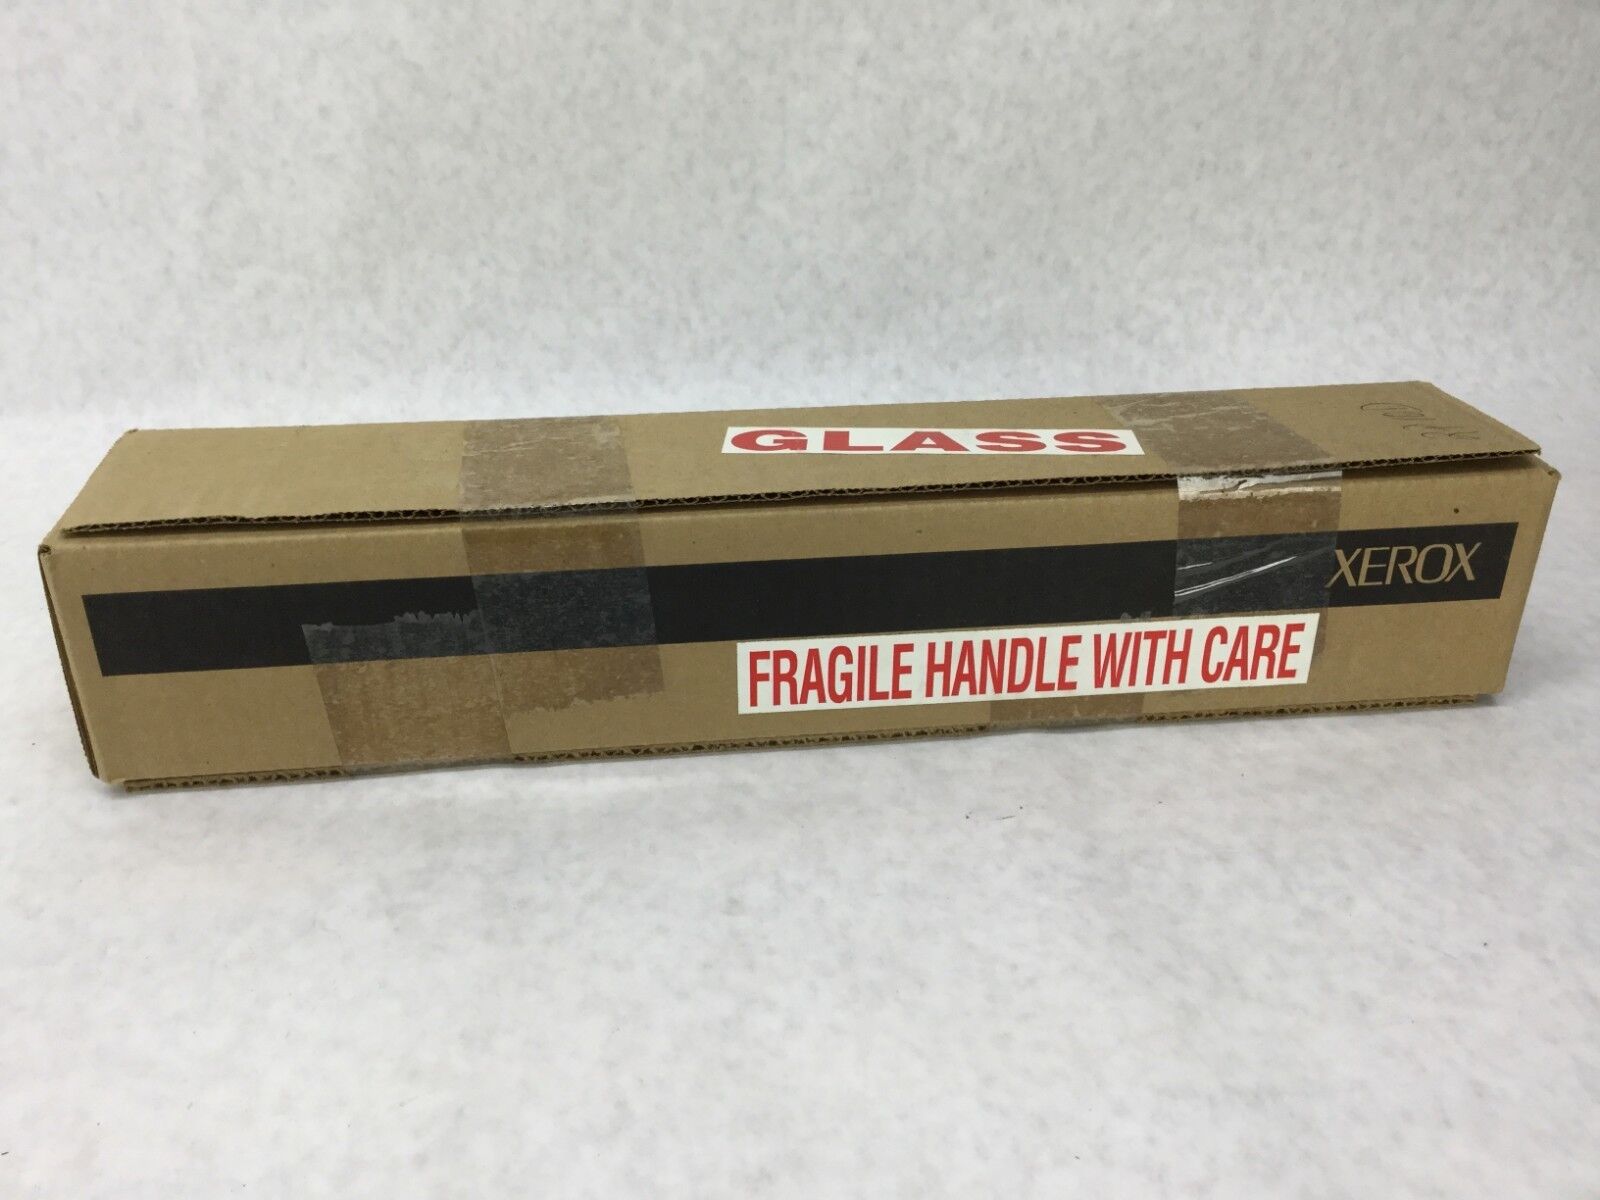 GLASS
XEROX
FRAGILE HANDLE WITH CARE